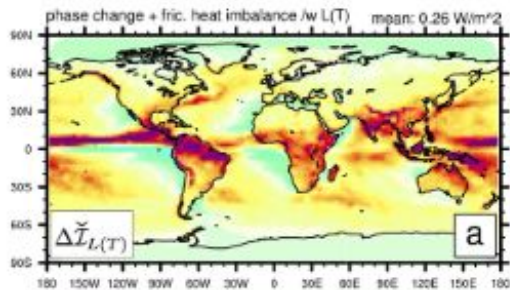 phase change + fric. heat imbalance /w L(T) mean: 0.26 W/m^2
90N
60N
30N
0
30S
60S
90S
ΔĬ_L(T)
a
180 150W 120W 90W 60W 30W 0 30E 60E 90E 120E 150E 180